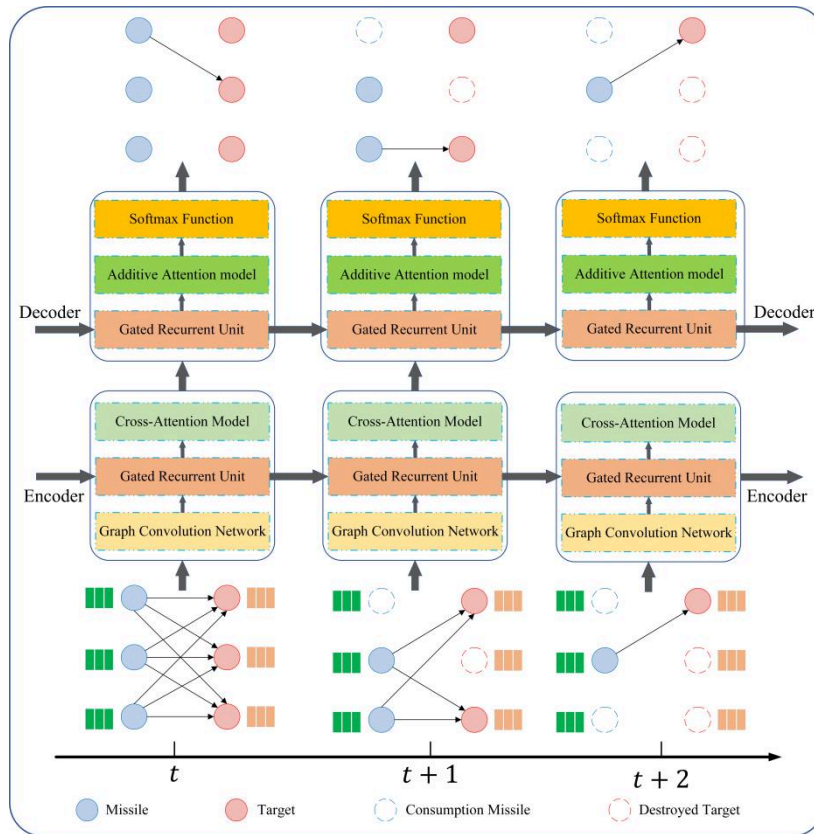 Softmax Function
Softmax Function
Softmax Function
Additive Attention model
Additive Attention model
Additive Attention model
Decoder
Decoder
Gated Recurrent Unit
Gated Recurrent Unit
Gated Recurrent Unit
Cross-Attention Model
Cross-Attention Model
Cross-Attention Model
Gated Recurrent Unit
Gated Recurrent Unit
Gated Recurrent Unit
Encoder
Encoder
Graph Convolution Network
Graph Convolution Network
Graph Convolution Network
t
t + 1
t + 2
Missile
Target
Consumption Missile
Destroyed Target